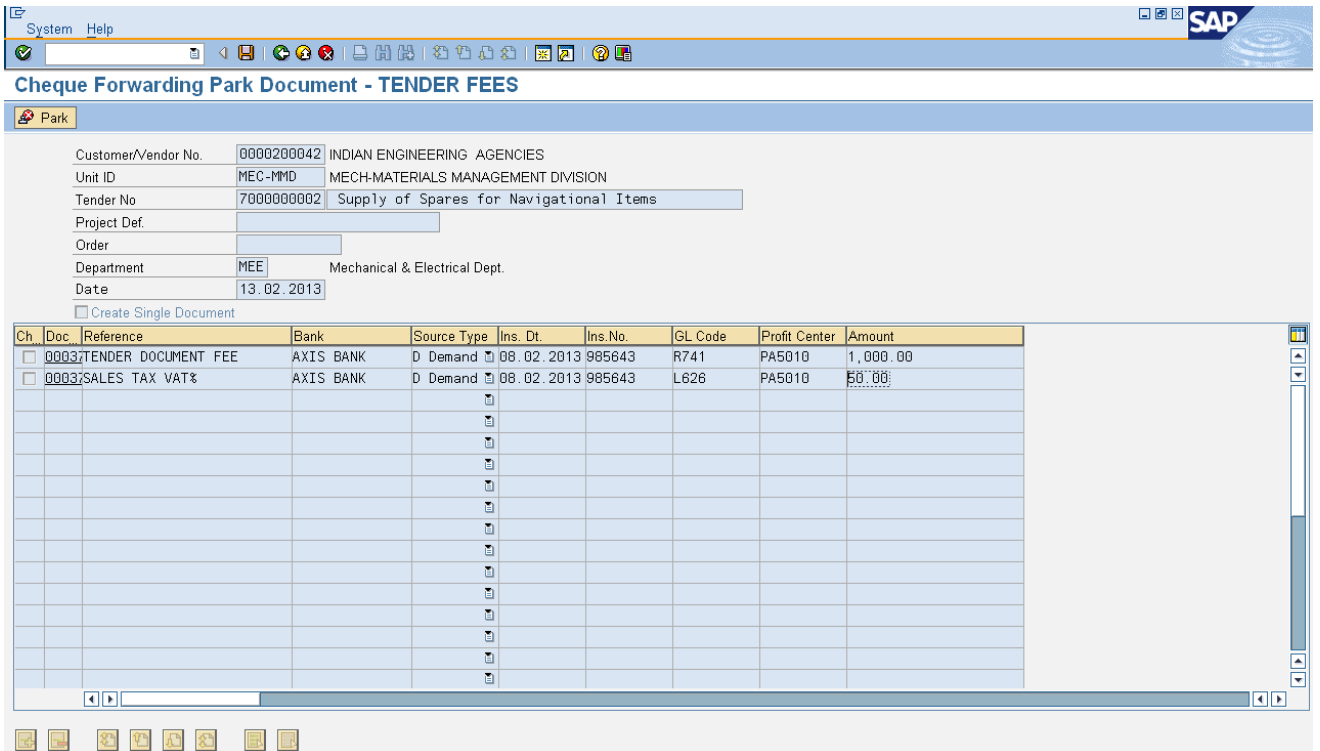 System Help
SAP
Cheque Forwarding Park Document - TENDER FEES
Park
Customer/Vendor No. 0000200042 INDIAN ENGINEERING AGENCIES
Unit ID MEC-MMD MECH-MATERIALS MANAGEMENT DIVISION
Tender No 7000000002 Supply of Spares for Navigational Items
Project Def.
Order
Department MEE Mechanical & Electrical Dept.
Date 13.02.2013
Create Single Document
Ch... Doc... Reference Bank Source Type Ins. Dt. Ins.No. GL Code Profit Center Amount
00037 TENDER DOCUMENT FEE AXIS BANK D Demand 08.02.2013 985643 R741 PA5010 1,000.00
00037 SALES TAX VAT% AXIS BANK D Demand 08.02.2013 985643 L626 PA5010 50.00